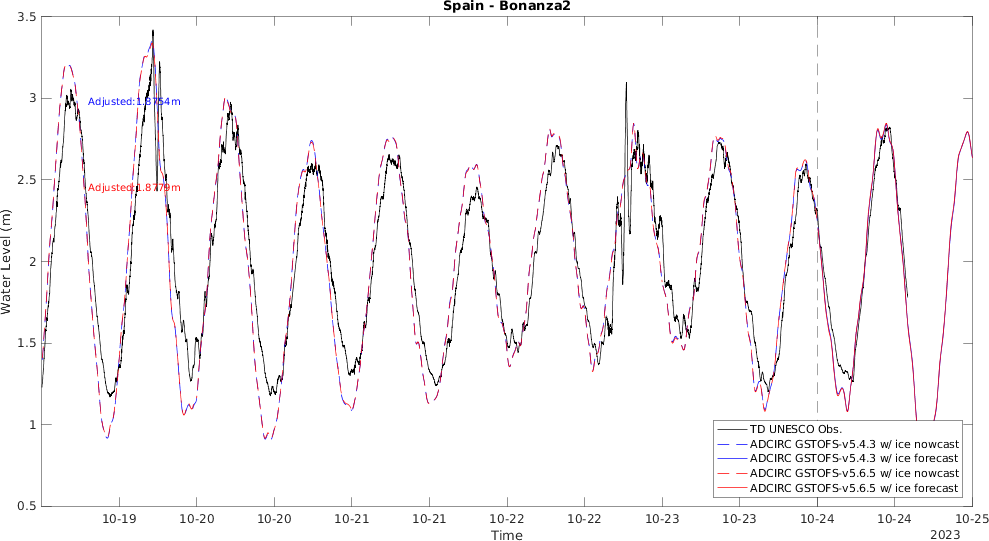 Spain - Bonanza2
3.5
3
2.5
2
1.5
1
0.5
Water Level (m)
Adjusted:1.8754m
Adjusted:1.8779m
TD UNESCO Obs.
ADCIRC GSTOFS-v5.4.3 w/ ice nowcast
ADCIRC GSTOFS-v5.4.3 w/ ice forecast
ADCIRC GSTOFS-v5.6.5 w/ ice nowcast
ADCIRC GSTOFS-v5.6.5 w/ ice forecast
10-19 10-20 10-20 10-21 10-21 10-22 10-22 10-23 10-23 10-24 10-24 10-25
Time
2023